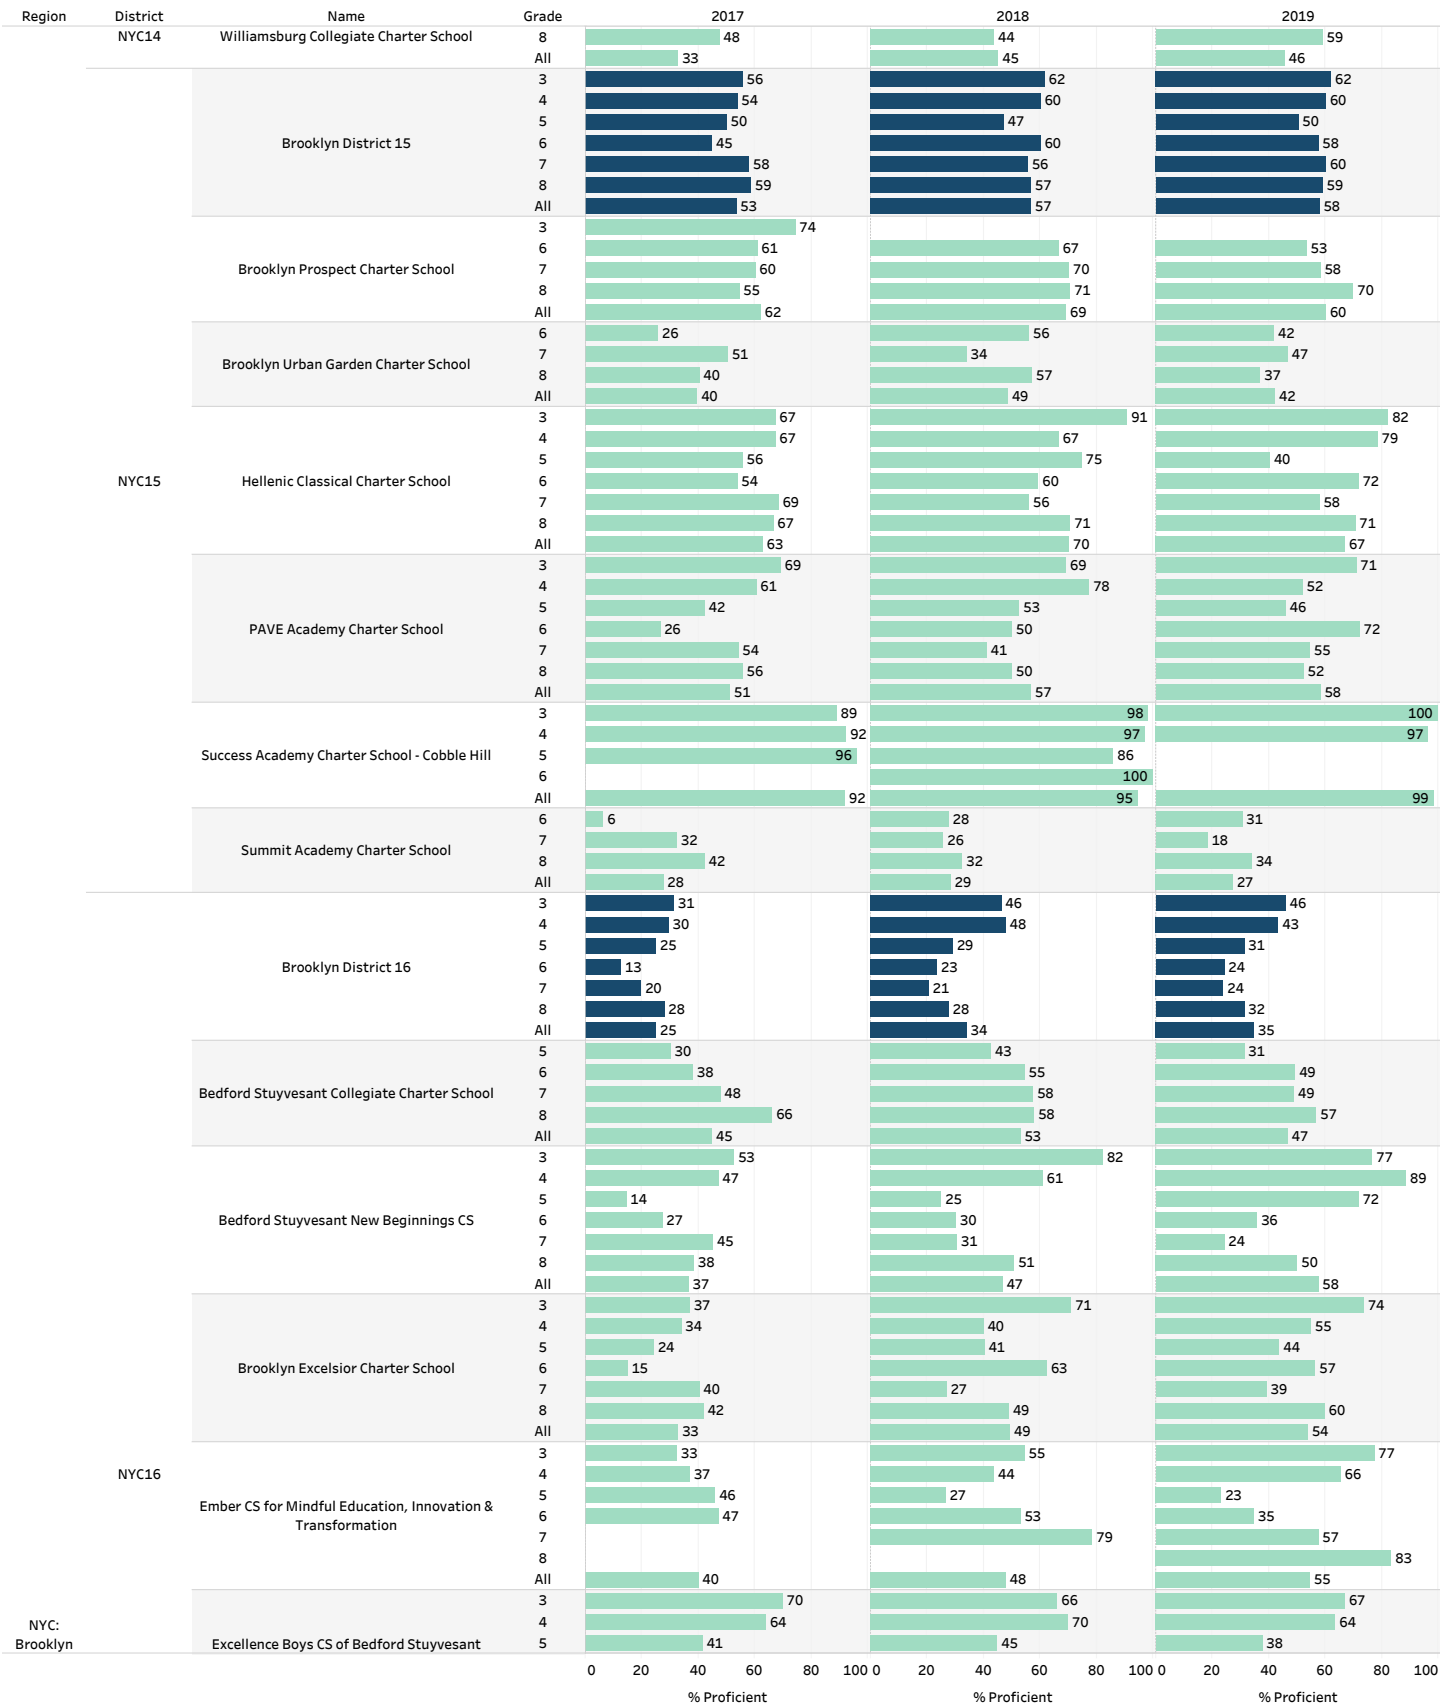 Region District Name Grade 2017 2018 2019
NYC14 Williamsburg Collegiate Charter School 8 48 44 59
All 33 45 46
3 56 62 62
4 54 60 60
5 50 47 50
Brooklyn District 15 6 45 60 58
7 58 56 60
8 59 57 59
All 53 57 58
3 74
6 61 67 53
Brooklyn Prospect Charter School 7 60 70 58
8 55 71 70
All 62 69 60
6 26 56 42
Brooklyn Urban Garden Charter School 7 51 34 47
8 40 57 37
All 40 49 42
3 67 91 82
4 67 67 79
5 56 75 40
NYC15 Hellenic Classical Charter School 6 54 60 72
7 69 56 58
8 67 71 71
All 63 70 67
3 69 69 71
4 61 78 52
5 42 53 46
PAVE Academy Charter School 6 26 50 72
7 54 41 55
8 56 50 52
All 51 57 58
3 89 98 100
4 92 97 97
Success Academy Charter School - Cobble Hill 5 96 86
6 100
All 92 95 99
6 6 28 31
7 32 26 18
Summit Academy Charter School
8 42 32 34
All 28 29 27
3 31 46 46
4 30 48 43
5 25 29 31
Brooklyn District 16 6 13 23 24
7 20 21 24
8 28 28 32
All 25 34 35
5 30 43 31
6 38 55 49
Bedford Stuyvesant Collegiate Charter School 7 48 58 49
8 66 58 57
All 45 53 47
3 53 82 77
4 47 61 89
5 14 25 72
Bedford Stuyvesant New Beginnings CS 6 27 30 36
7 45 31 24
8 38 51 50
All 37 47 58
3 37 71 74
4 34 40 55
5 24 41 44
Brooklyn Excelsior Charter School 6 15 63 57
7 40 27 39
8 42 49 60
All 33 49 54
3 33 55 77
NYC16 4 37 44 66
5 46 27 23
Ember CS for Mindful Education, Innovation &
Transformation
6 47 53 35
7 79 57
8 83
All 40 48 55
3 70 66 67
NYC:
Brooklyn
4 64 70 64
Excellence Boys CS of Bedford Stuyvesant 5 41 45 38
0 20 40 60 80 100 0 20 40 60 80 100 0 20 40 60 80 100
% Proficient % Proficient % Proficient